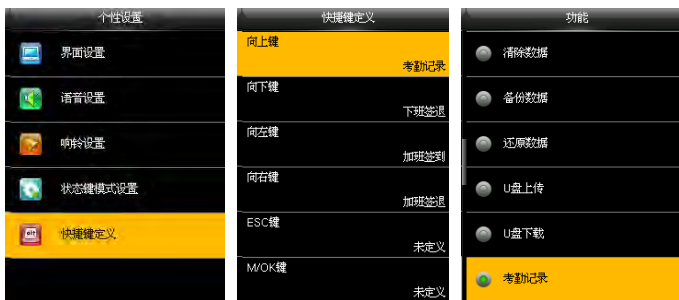 个性设置
界面设置
语音设置
响铃设置
状态键模式设置
快捷键定义
快捷键定义
向上键
考勤记录
向下键
下班签退
向左键
加班签到
向右键
加班签退
ESC键
未定义
M/OK键
未定义
功能
清除数据
备份数据
还原数据
U盘上传
U盘下载
考勤记录